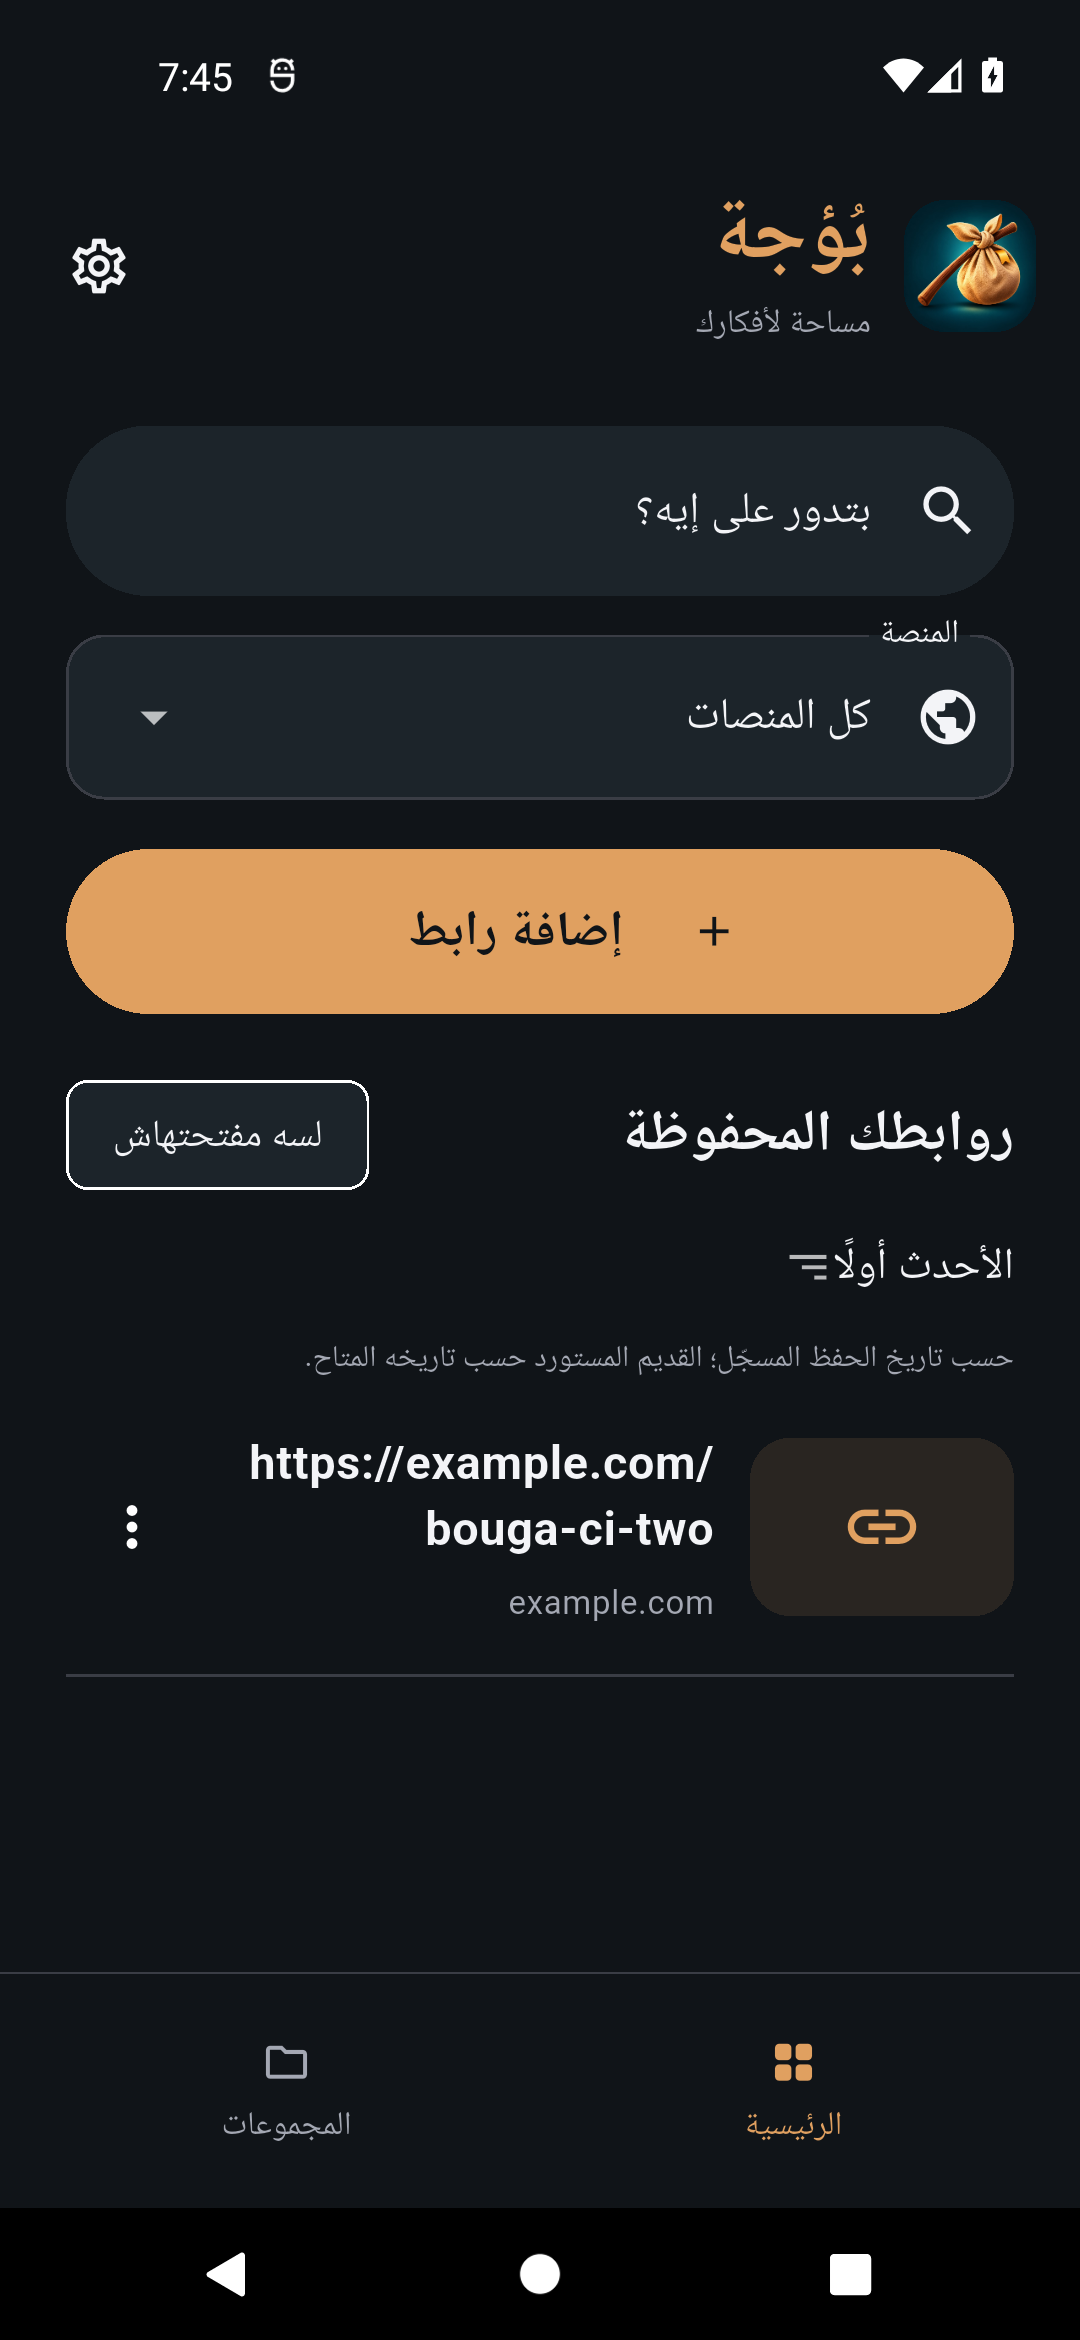 7:45
بُؤجة
مساحة لأفكارك
بتدور على إيه؟
المنصة
كل المنصات
+ إضافة رابط
روابطك المحفوظة
لسه مفتحتهاش
الأحدث أولًا
حسب تاريخ الحفظ المسجّل؛ القديم المستورد حسب تاريخه المتاح.
https://example.com/
bouga-ci-two
example.com
الرئيسية
المجموعات